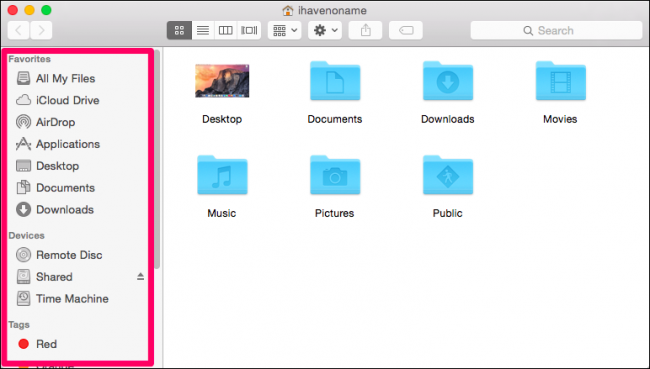 ihavenoname
Search
Favorites
All My Files
iCloud Drive
AirDrop
Applications
Desktop
Documents
Downloads
Devices
Remote Disc
Shared
Time Machine
Tags
Red
Desktop
Documents
Downloads
Movies
Music
Pictures
Public